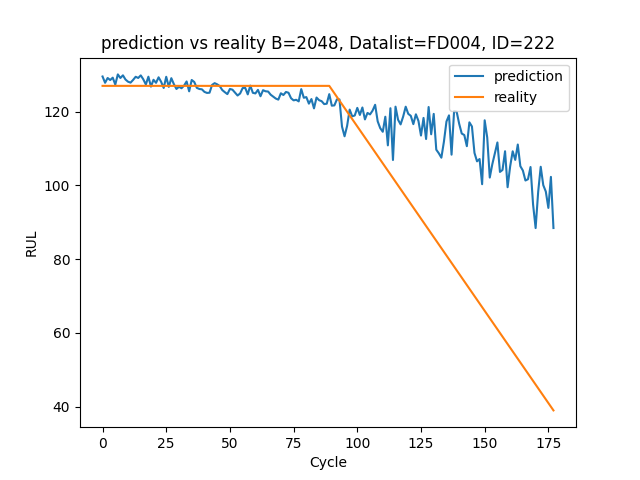 prediction vs reality B=2048, Datalist=FD004, ID=222
prediction
reality
RUL
120
100
80
60
40
0 25 50 75 100 125 150 175
Cycle